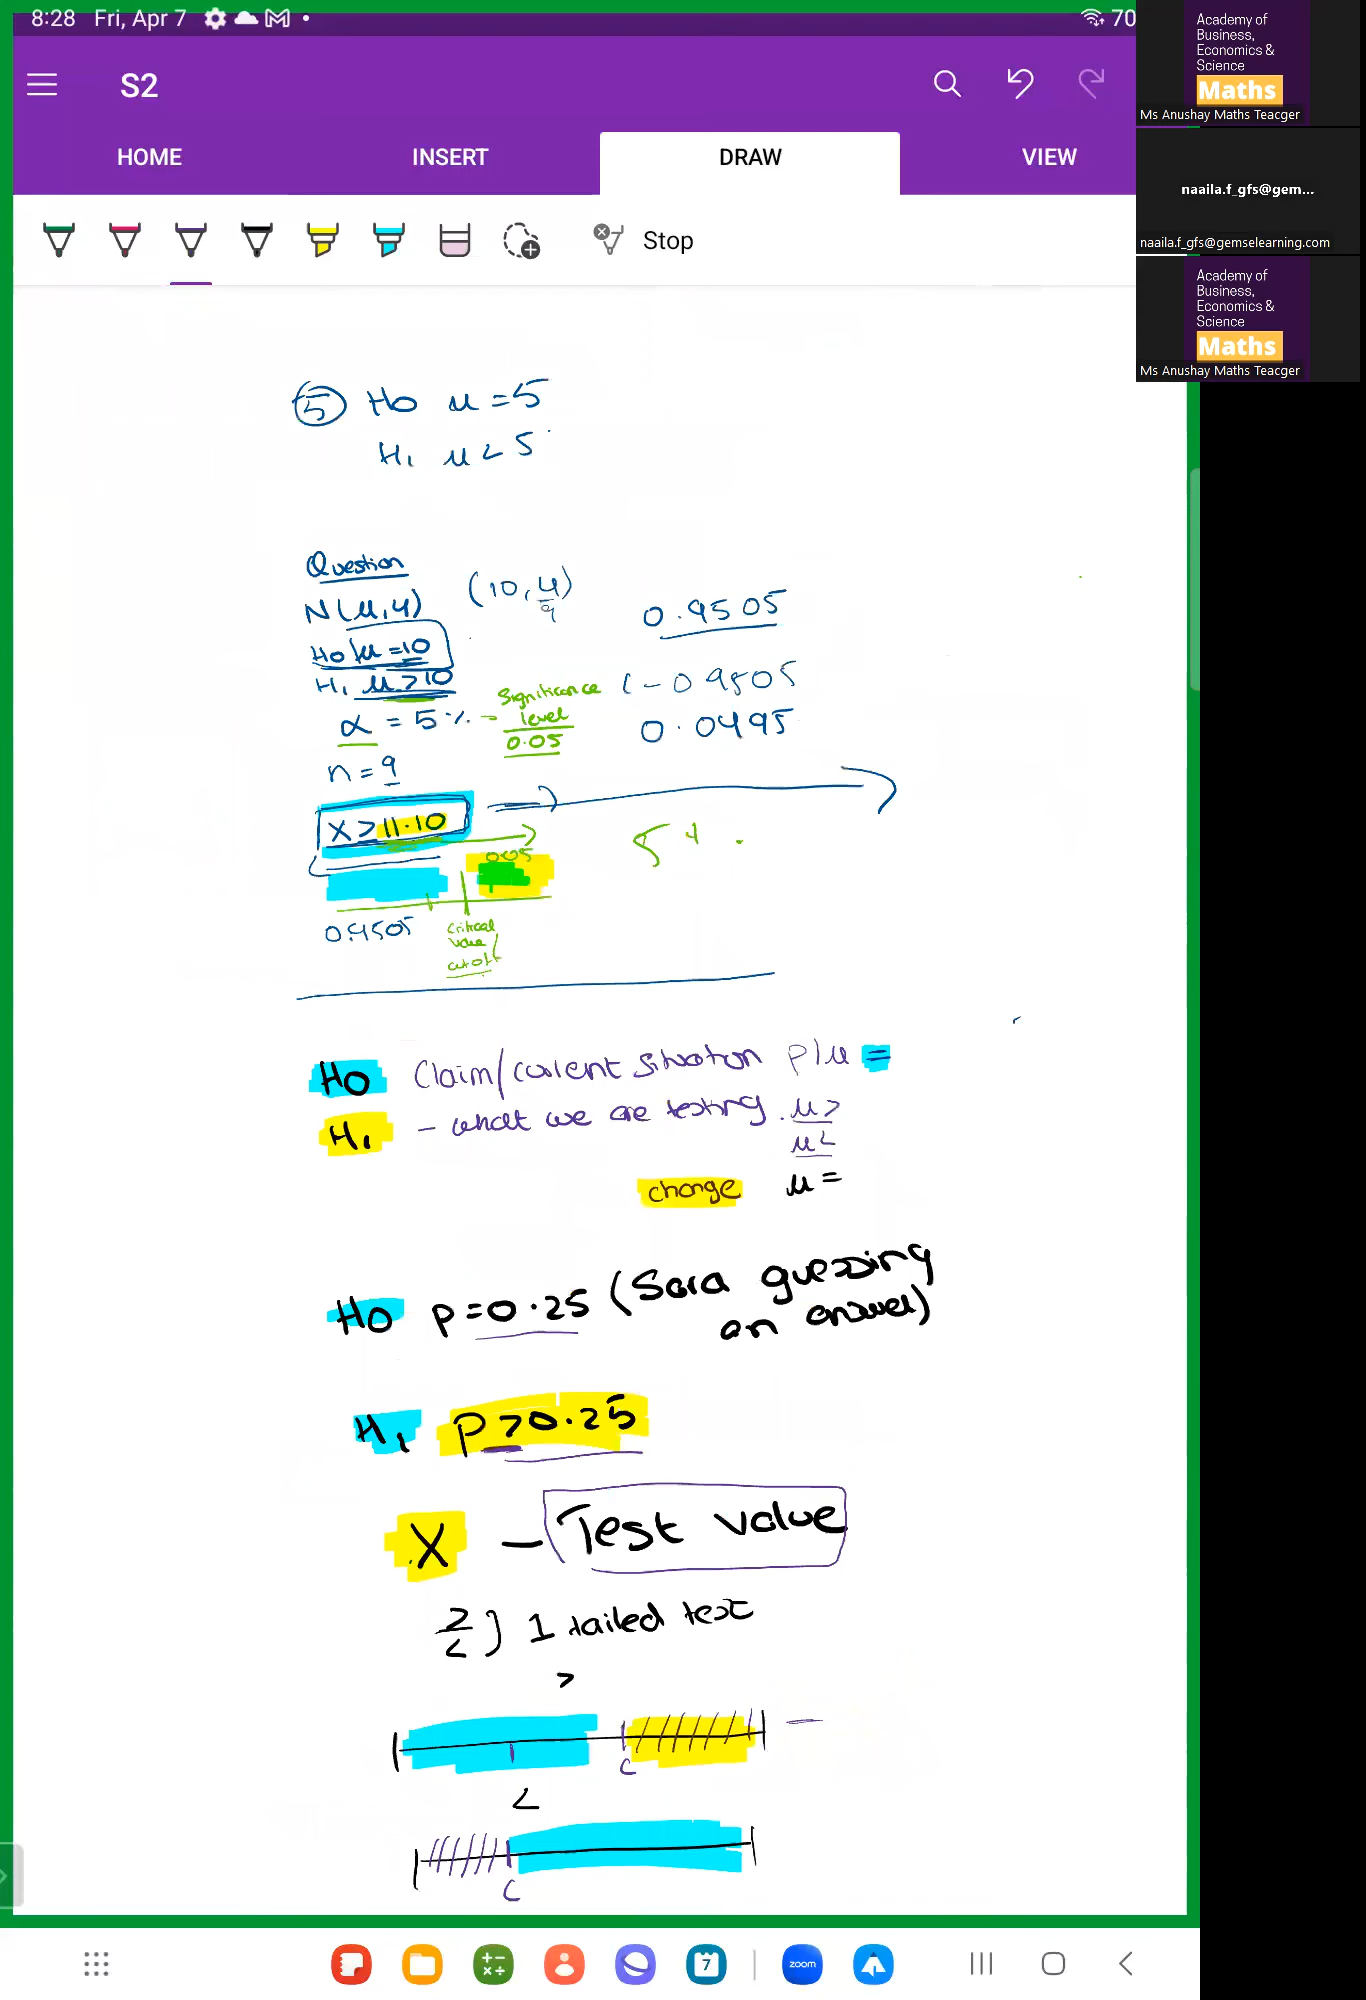 8:28 Fri, Apr 7
70
S2
HOME INSERT DRAW VIEW
Stop
Academy of
Business,
Economics &
Science
Maths
Ms Anushay Maths Teacger
naaila.f_gfs@gem...
naaila.f_gfs@gemselearning.com
Academy of
Business,
Economics &
Science
Maths
Ms Anushay Maths Teacger
5 Ho μ = 5
H1 μ < 5
Question
N(μ, 4) (10, 4/9) 0.9505
Ho μ = 10
H1 μ > 10
1 - 0.9505
α = 5% - Significance level 0.05
0.0495
n = 9
X > 11.10
5 4 .
0.05
0.9505
Critical
value/
cutoff
Ho Claim/current situation p/μ =
H1 - what we are testing. μ >
μ <
change μ =
Ho p = 0.25 (Sara guessing
an answer)
H1 p > 0.25
X - Test value
> < } 1 tailed test
>
C
<
C
7
zoom